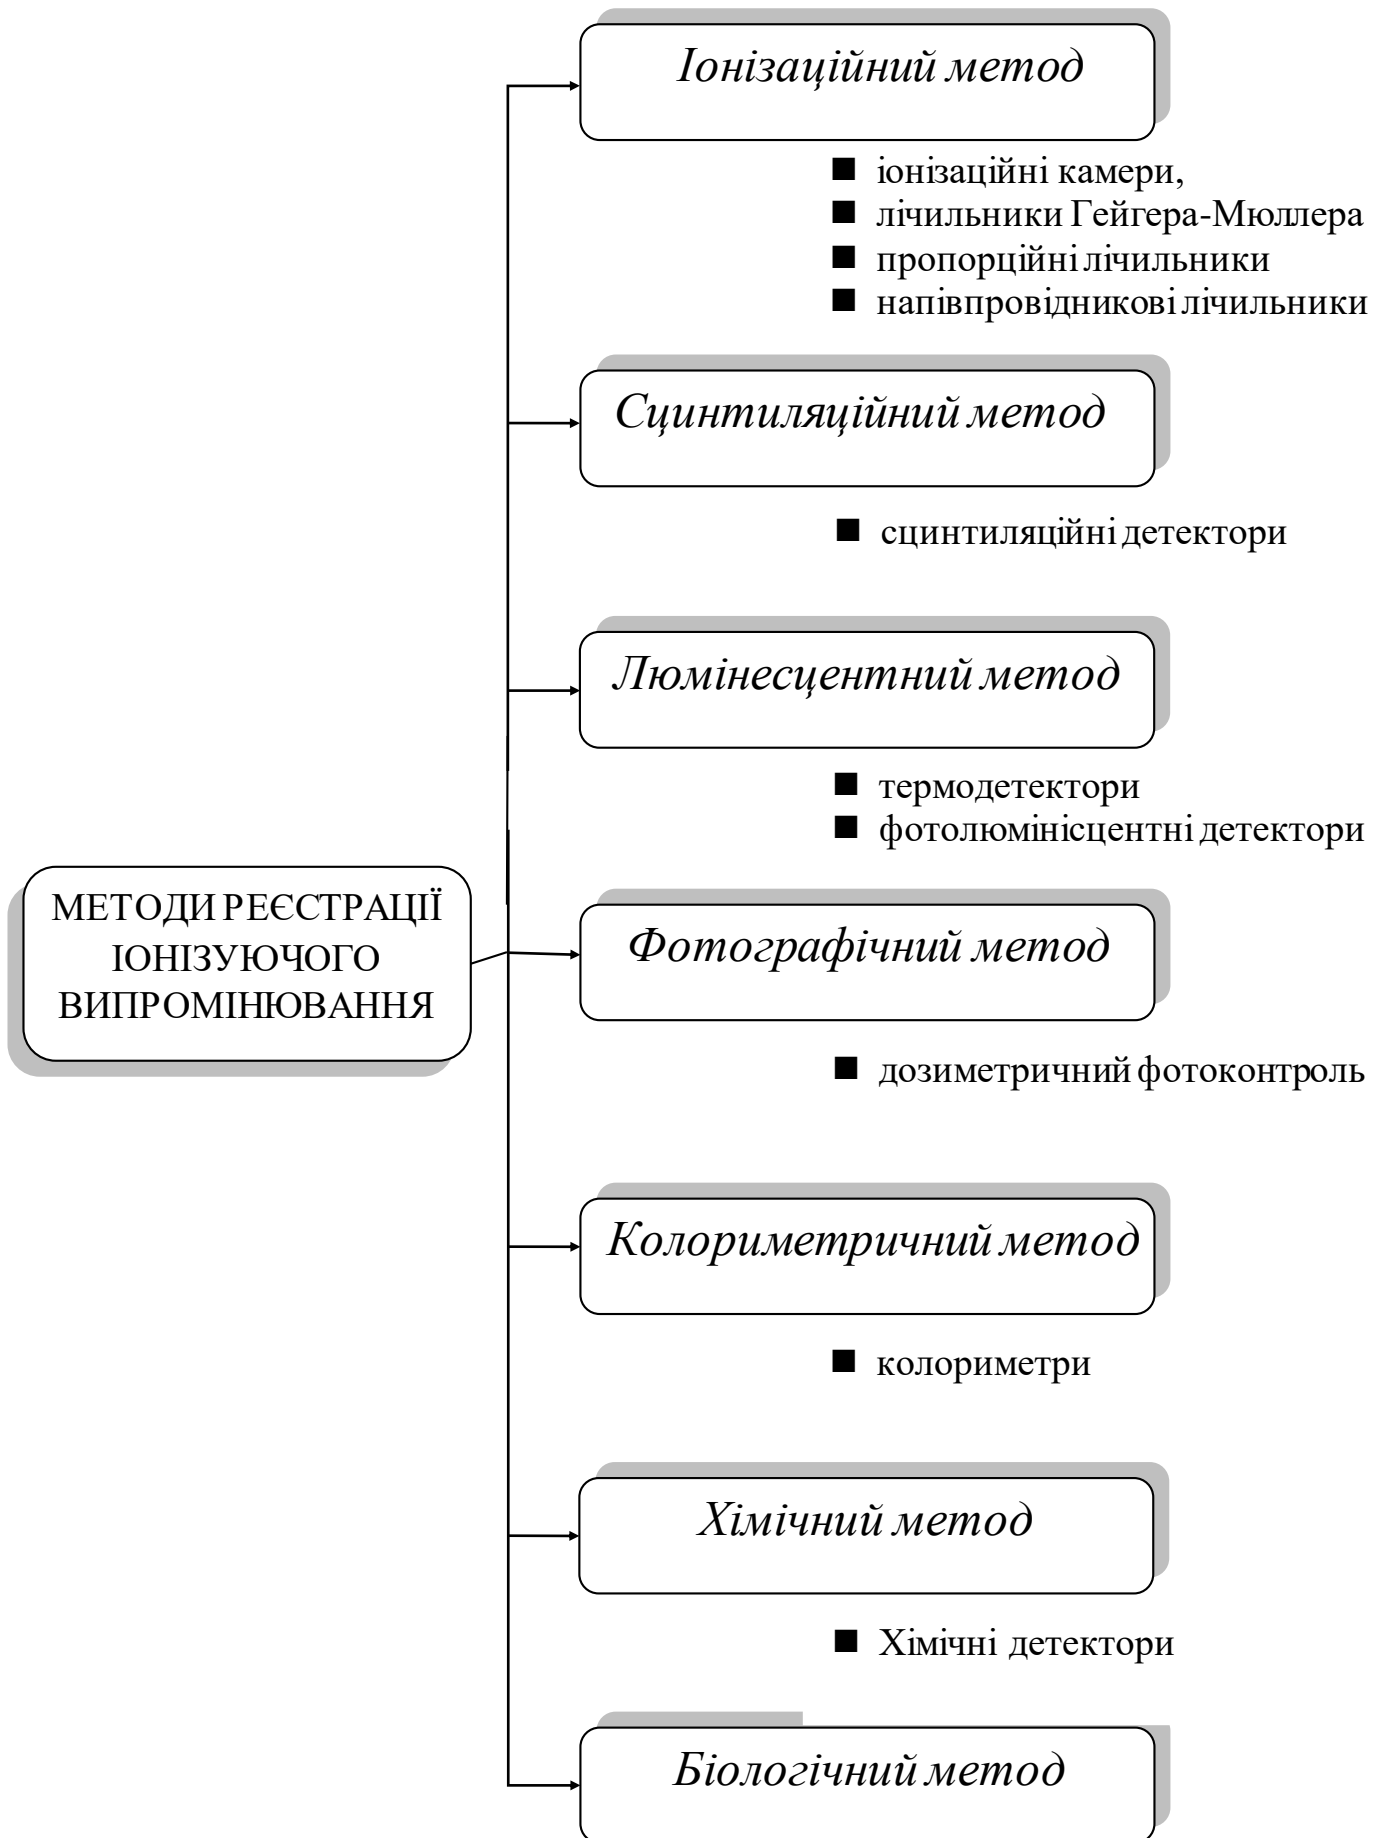 Іонізаційний метод
■ іонізаційні камери,
■ лічильники Гейгера-Мюллера
■ пропорційні лічильники
■ напівпровідникові лічильники
Сцинтиляційний метод
■ сцинтиляційні детектори
Люмінесцентний метод
■ термодетектори
■ фотолюмінісцентні детектори
МЕТОДИ РЕЄСТРАЦІЇ
ІОНІЗУЮЧОГО
ВИПРОМІНЮВАННЯ
Фотографічний метод
■ дозиметричний фотоконтроль
Колориметричний метод
■ колориметри
Хімічний метод
■ Хімічні детектори
Біологічний метод